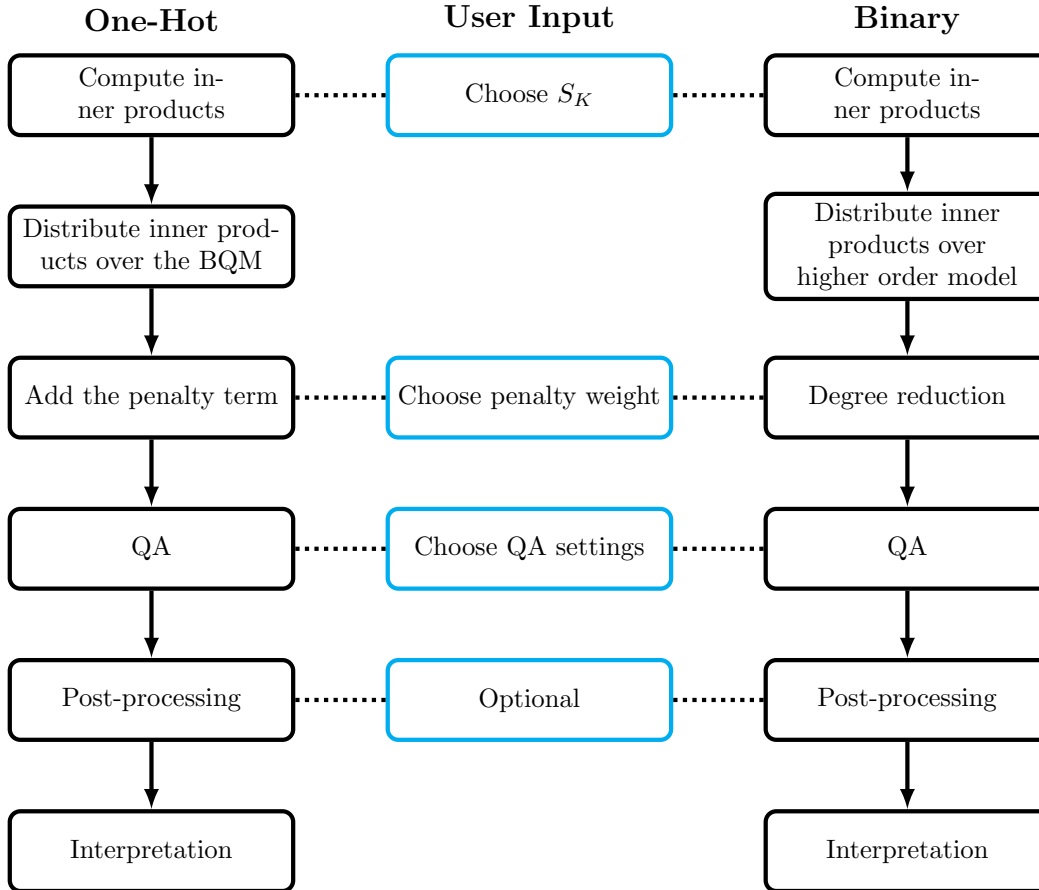 One-Hot
User Input
Binary
Compute in-
ner products
Choose $S_K$
Compute in-
ner products
Distribute inner prod-
ucts over the BQM
Distribute inner
products over
higher order model
Add the penalty term
Choose penalty weight
Degree reduction
QA
Choose QA settings
QA
Post-processing
Optional
Post-processing
Interpretation
Interpretation